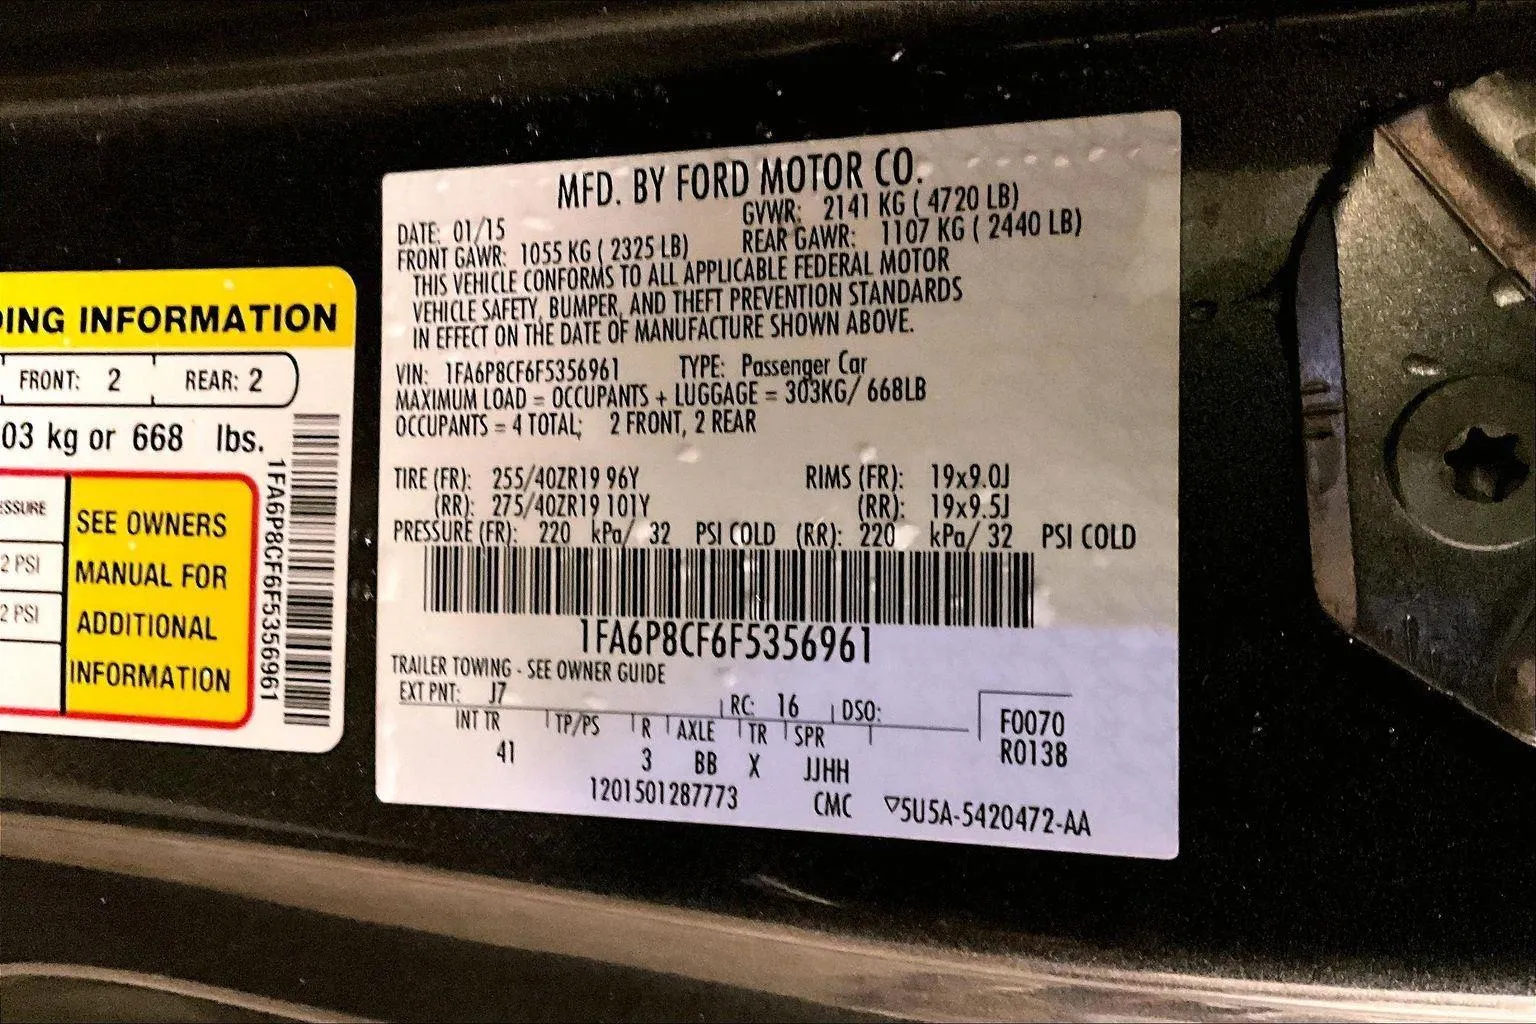 MFD. BY FORD MOTOR CO.
DATE: 01/15 GVWR: 2141 KG ( 4720 LB)
FRONT GAWR: 1055 KG ( 2325 LB) REAR GAWR: 1107 KG ( 2440 LB)
THIS VEHICLE CONFORMS TO ALL APPLICABLE FEDERAL MOTOR
VEHICLE SAFETY, BUMPER, AND THEFT PREVENTION STANDARDS
IN EFFECT ON THE DATE OF MANUFACTURE SHOWN ABOVE.
VIN: 1FA6P8CF6F5356961 TYPE: Passenger Car
MAXIMUM LOAD = OCCUPANTS + LUGGAGE = 303KG/ 668LB
OCCUPANTS = 4 TOTAL; 2 FRONT, 2 REAR
TIRE (FR): 255/40ZR19 96Y RIMS (FR): 19x9.0J
(RR): 275/40ZR19 101Y (RR): 19x9.5J
PRESSURE (FR): 220 kPa/ 32 PSI COLD (RR): 220 kPa/ 32 PSI COLD
1FA6P8CF6F5356961
TRAILER TOWING - SEE OWNER GUIDE
EXT PNT: J7 RC: 16 DSO: F0070
INT TR TP/PS R AXLE TR SPR R0138
41 3 BB X JJHH
1201501287773 CMC ▽5U5A-5420472-AA
DING INFORMATION
FRONT: 2 REAR: 2
03 kg or 668 lbs.
ESSURE
2 PSI
2 PSI
SEE OWNERS
MANUAL FOR
ADDITIONAL
INFORMATION
1FA6P8CF6F5356961